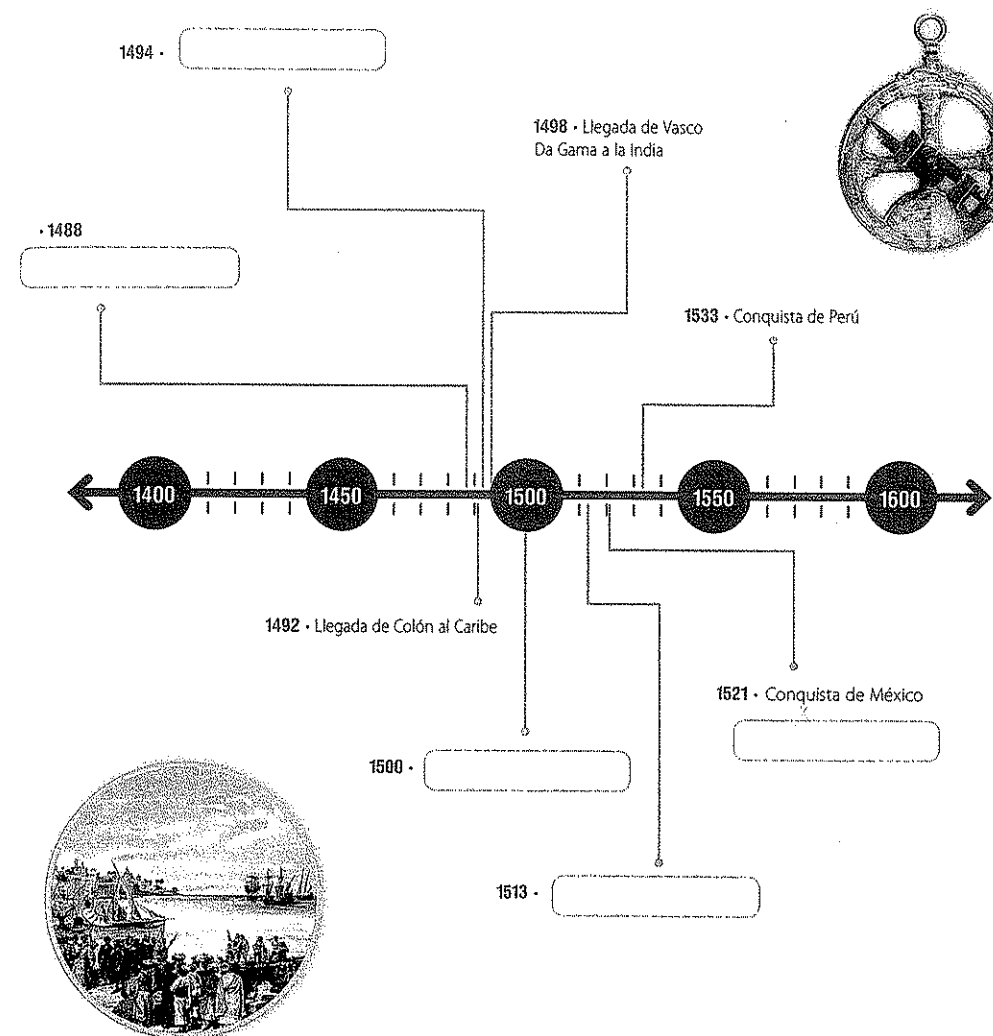 1494 •
1498 • Llegada de Vasco
Da Gama a la India
• 1488
1533 • Conquista de Perú
1400
1450
1500
1550
1600
1492 • Llegada de Colón al Caribe
1521 • Conquista de México
1500 •
1513 •